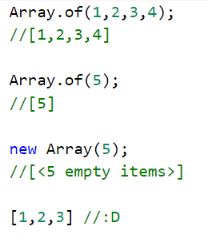 Array.of(1,2,3,4);
//[1,2,3,4]
Array.of(5);
//[5]
new Array(5);
//[<5 empty items>]
[1,2,3] //:D